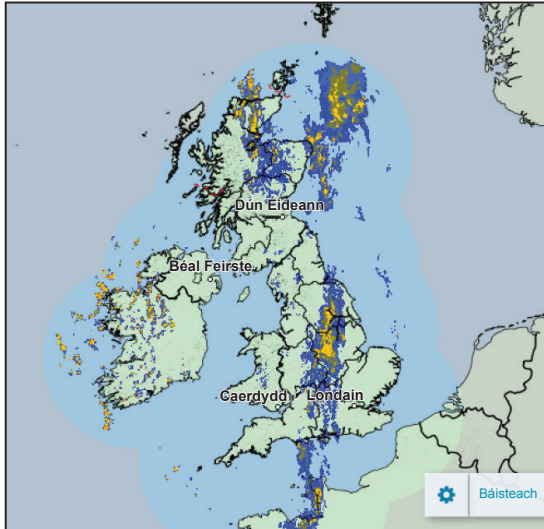 Dún Éideann
Béal Feirste
Caerdydd
Londain
Báisteach